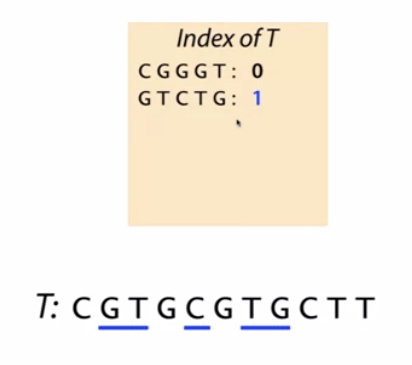 Index of T
C G G G T : 0
G T C T G : 1
T: C G T G C G T G C T T